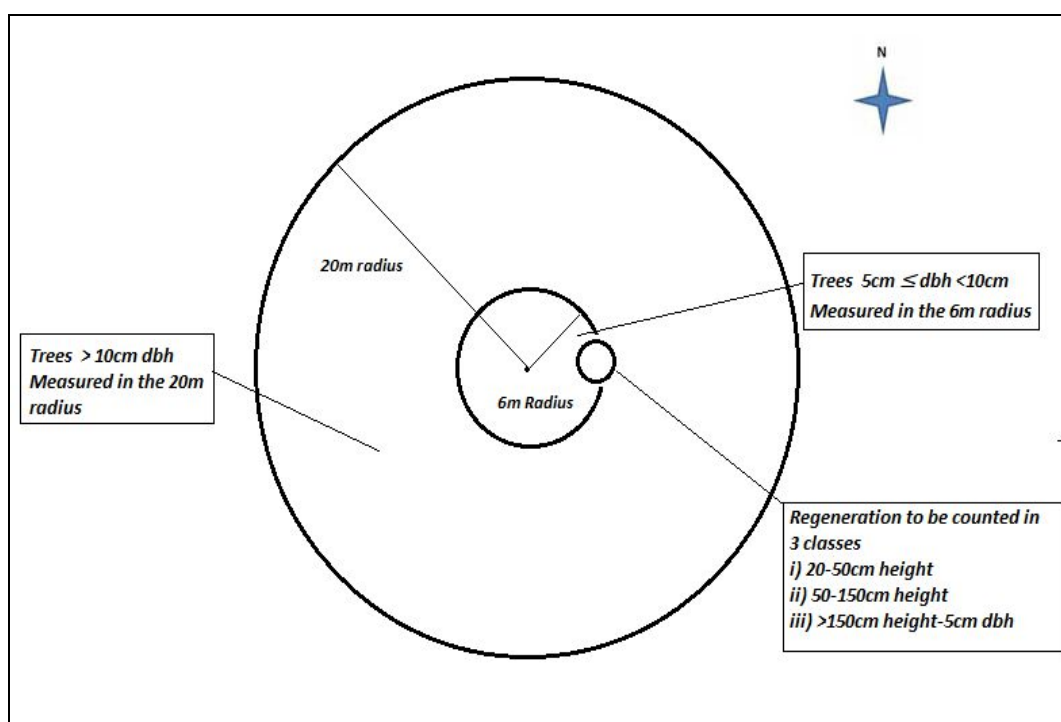 N
20m radius
Trees 5cm ≤ dbh <10cm
Measured in the 6m radius
Trees > 10cm dbh
Measured in the 20m
radius
6m Radius
Regeneration to be counted in
3 classes
i) 20-50cm height
ii) 50-150cm height
iii) >150cm height-5cm dbh